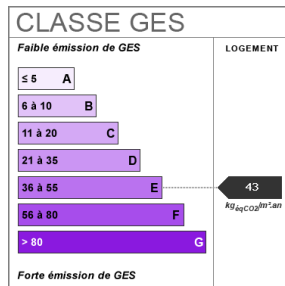 CLASSE GES
Faible émission de GES
LOGEMENT
≤ 5 A
6 à 10 B
11 à 20 C
21 à 35 D
36 à 55 E
43
kgéqCO2/m².an
56 à 80 F
> 80 G
Forte émission de GES